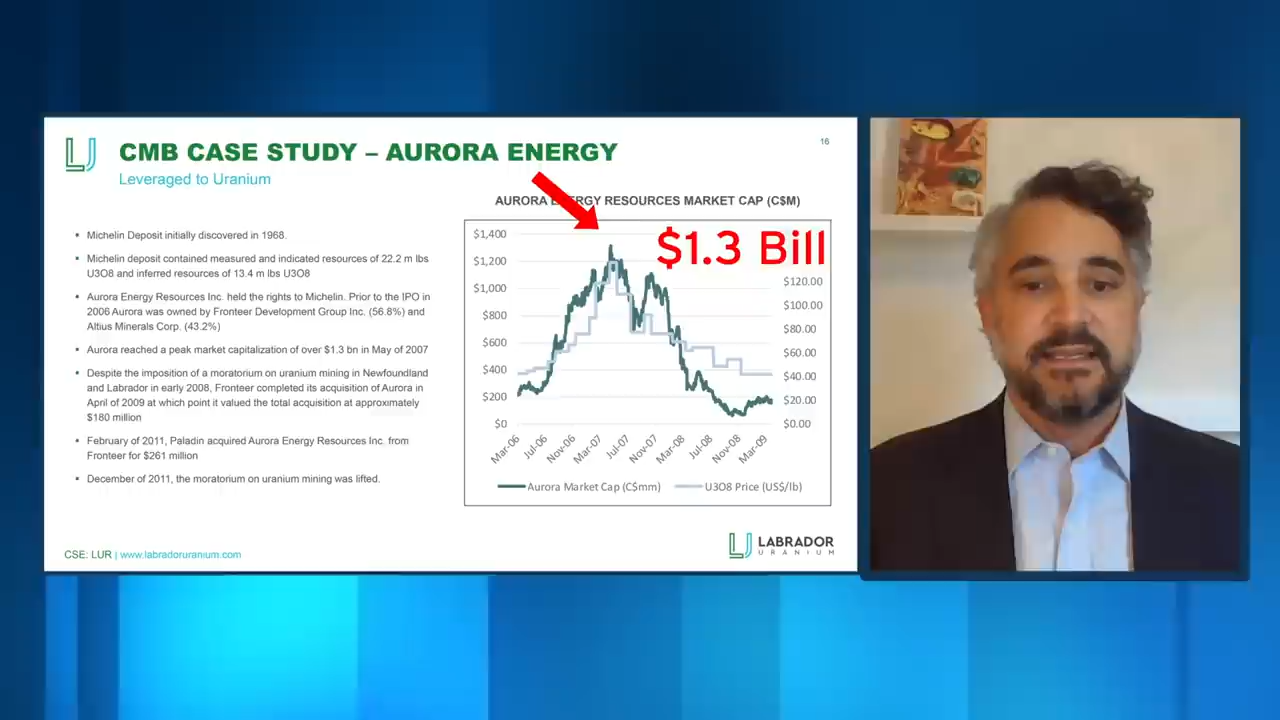 CMB CASE STUDY – AURORA ENERGY
16
Leveraged to Uranium
• Michelin Deposit initially discovered in 1968.
• Michelin deposit contained measured and indicated resources of 22.2 m lbs
U3O8 and inferred resources of 13.4 m lbs U3O8
• Aurora Energy Resources Inc. held the rights to Michelin. Prior to the IPO in
2006 Aurora was owned by Fronteer Development Group Inc. (56.8%) and
Altius Minerals Corp. (43.2%)
• Aurora reached a peak market capitalization of over $1.3 bn in May of 2007
• Despite the imposition of a moratorium on uranium mining in Newfoundland
and Labrador in early 2008, Fronteer completed its acquisition of Aurora in
April of 2009 at which point it valued the total acquisition at approximately
$180 million
• February of 2011, Paladin acquired Aurora Energy Resources Inc. from
Fronteer for $261 million
• December of 2011, the moratorium on uranium mining was lifted.
AURORA ENERGY RESOURCES MARKET CAP (C$M)
$1.3 Bill
$1,400
$1,200
$1,000
$800
$600
$400
$200
$0
$120.00
$100.00
$80.00
$60.00
$40.00
$20.00
$0.00
Mar-06
Jul-06
Nov-06
Mar-07
Jul-07
Nov-07
Mar-08
Jul-08
Nov-08
Mar-09
Aurora Market Cap (C$mm)
U3O8 Price (US$/lb)
CSE: LUR | www.labradoruranium.com
LABRADOR
URANIUM